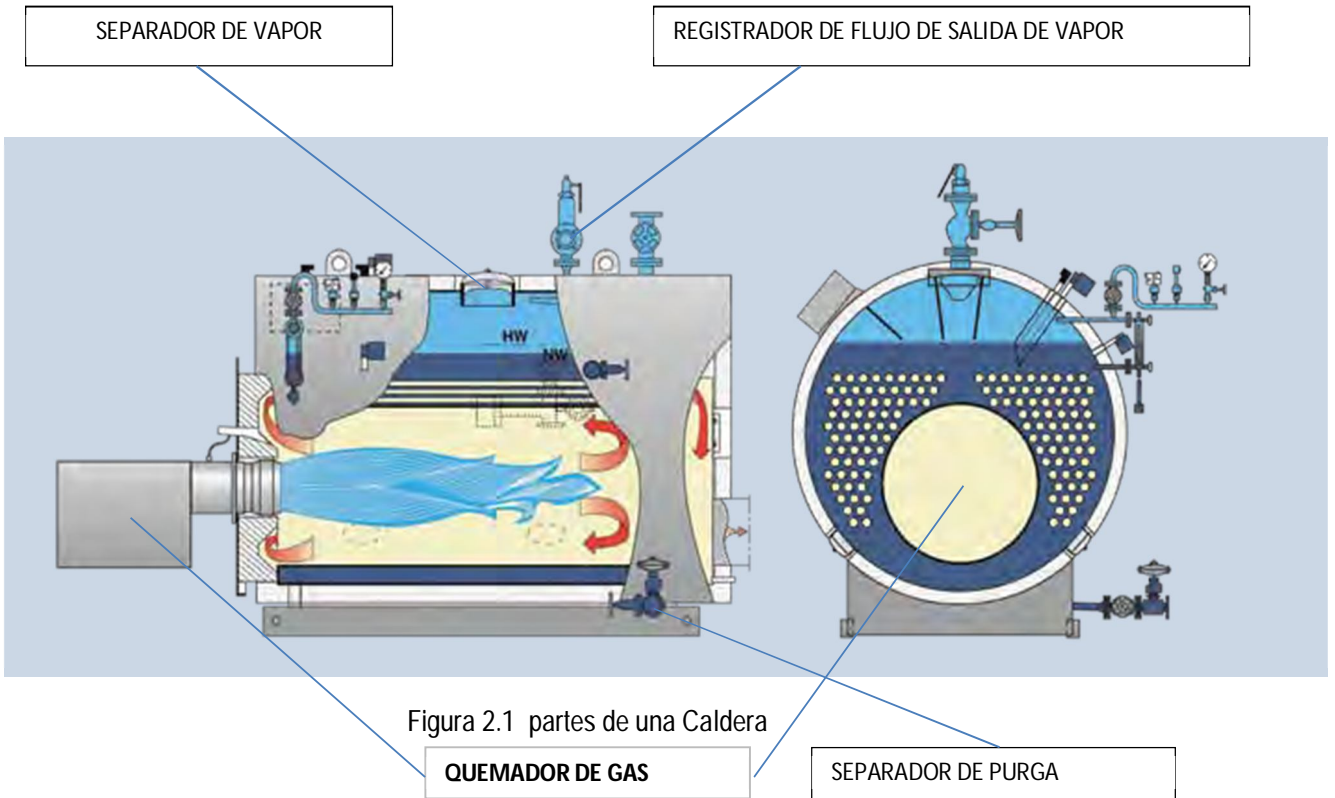 SEPARADOR DE VAPOR
REGISTRADOR DE FLUJO DE SALIDA DE VAPOR
HW
NW
Figura 2.1 partes de una Caldera
QUEMADOR DE GAS
SEPARADOR DE PURGA